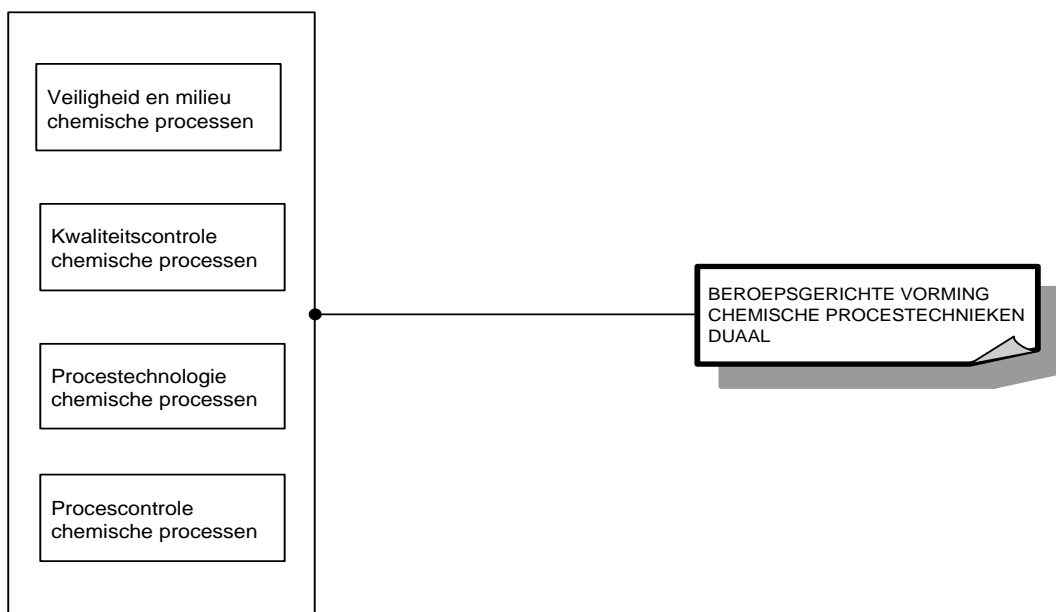 Veiligheid en milieu
chemische processen
Kwaliteitscontrole
chemische processen
Procestechnologie
chemische processen
Procescontrole
chemische processen
BEROEPSGERICHTE VORMING
CHEMISCHE PROCESTECHNIEKEN
DUAAL